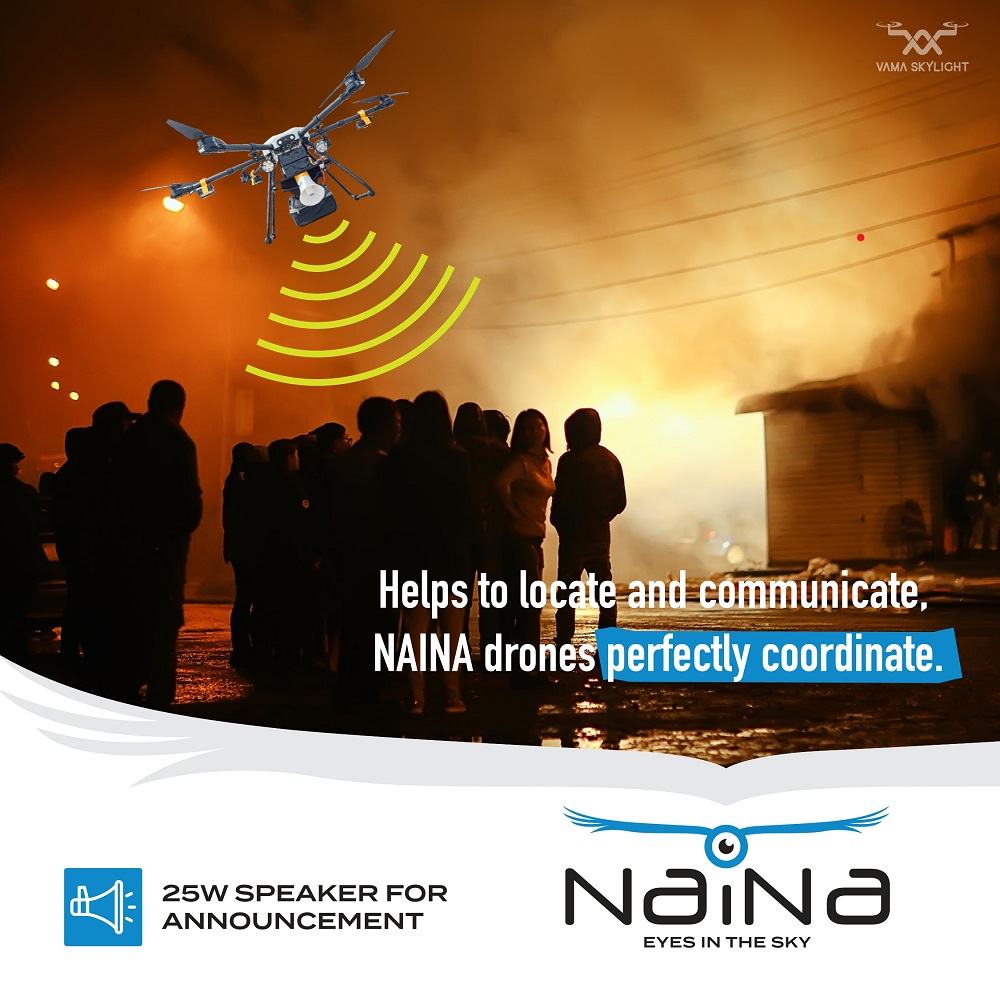 VAMA SKYLIGHT
Helps to locate and communicate,
NAINA drones perfectly coordinate.
25W SPEAKER FOR
ANNOUNCEMENT
NaiNa
EYES IN THE SKY